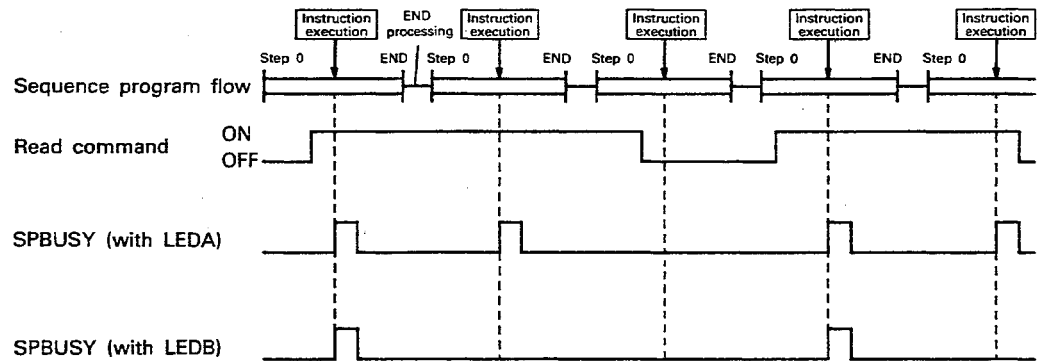 Instruction execution
END processing
Instruction execution
Instruction execution
Instruction execution
Instruction execution
Step 0 END Step 0 END Step 0 END Step 0 END Step 0
Sequence program flow
Read command ON
OFF
SPBUSY (with LEDA)
SPBUSY (with LEDB)